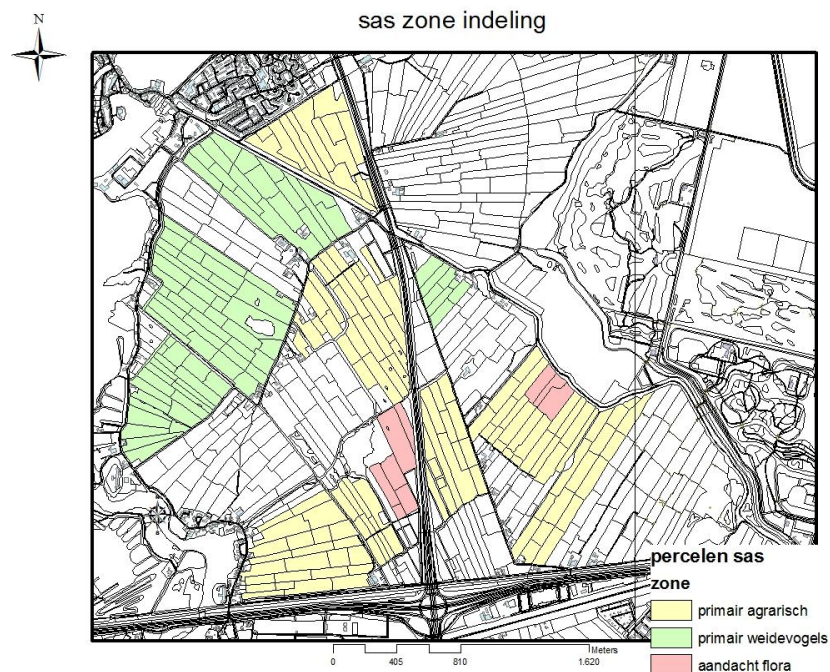 sas zone indeling
N
percelen sas
zone
primair agrarisch
primair weidevogels
aandacht flora
Meters
0 405 810 1.620